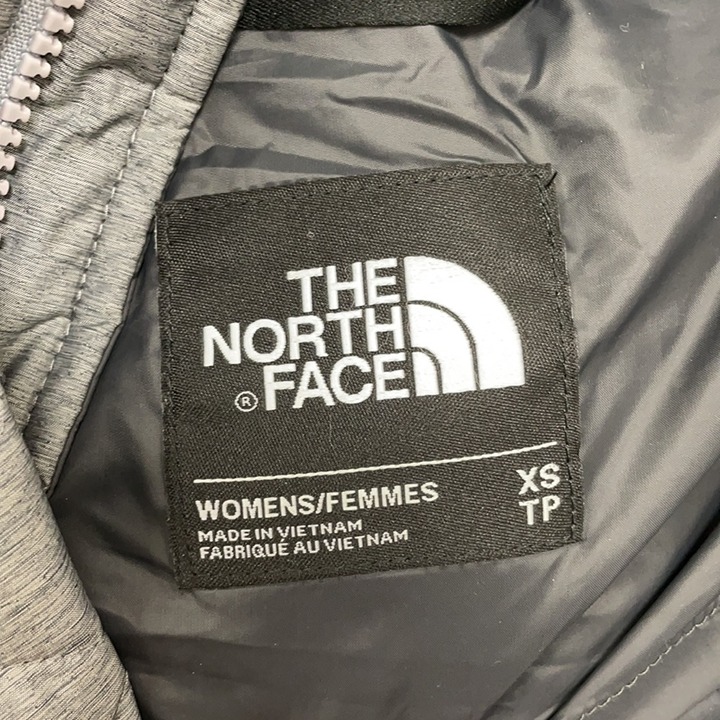 THE
NORTH
® FACE
WOMENS/FEMMES XS
MADE IN VIETNAM TP
FABRIQUÉ AU VIETNAM